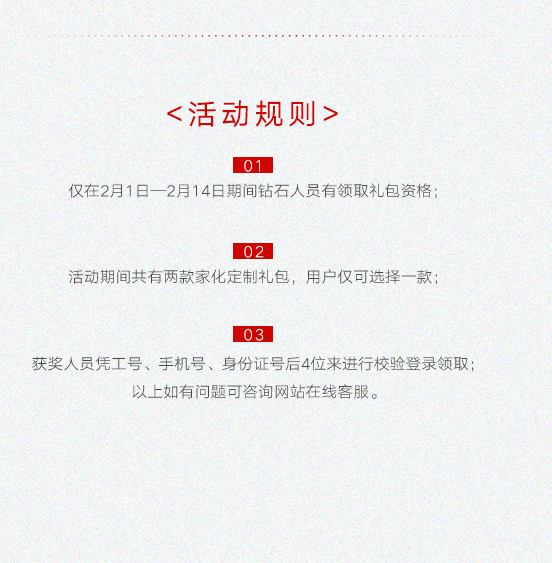 <活动规则>
01
仅在2月1日—2月14日期间钻石人员有领取礼包资格；
02
活动期间共有两款家化定制礼包，用户仅可选择一款；
03
获奖人员凭工号、手机号、身份证号后4位来进行校验登录领取；
以上如有问题可咨询网站在线客服。